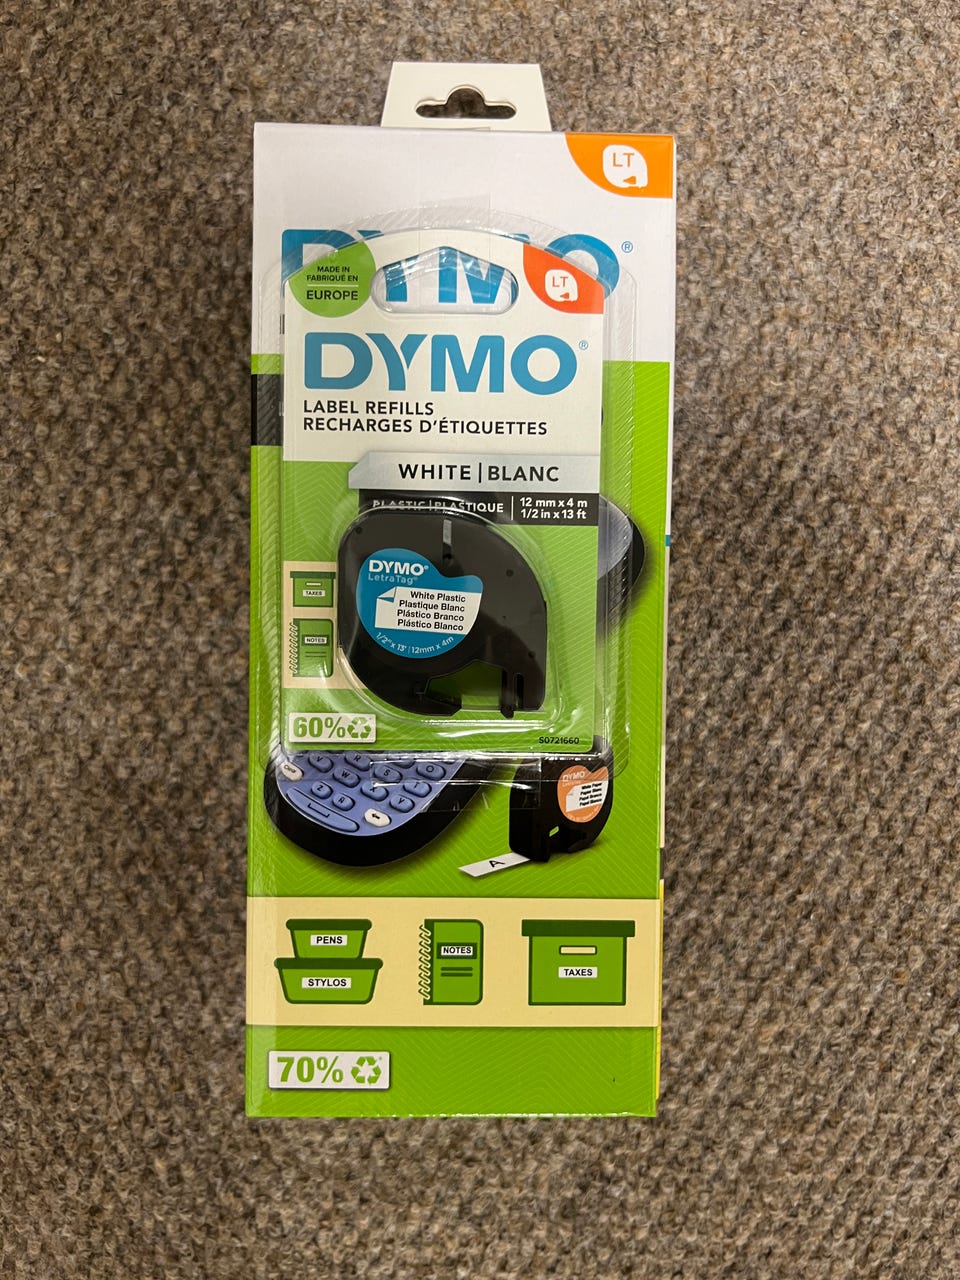 LT
DYMO®
MADE IN
FABRIQUÉ EN
EUROPE
LT
DYMO®
LABEL REFILLS
RECHARGES D'ÉTIQUETTES
WHITE | BLANC
PLASTIC | PLASTIQUE
12 mm x 4 m
1/2 in x 13 ft
DYMO®
LetraTag®
White Plastic
Plastique Blanc
Plástico Branco
Plástico Blanco
1/2" x 13' | 12mm x 4m
TAXES
NOTES
60%
S0721660
DYMO
A
PENS
STYLOS
NOTES
TAXES
70%